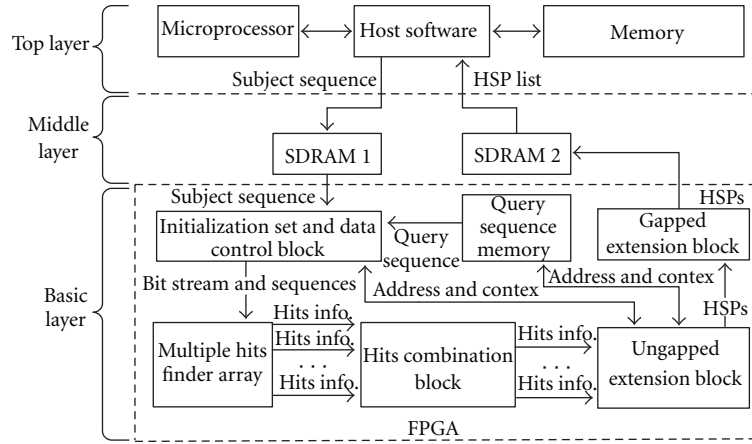 Top layer
Microprocessor
Host software
Memory
Subject sequence
HSP list
Middle
layer
SDRAM 1
SDRAM 2
Subject sequence
HSPs
Initialization set and data
control block
Query
sequence
Query
sequence
memory
Gapped
extension block
Basic
layer
Bit stream and sequences
Address and contex
Address and contex
HSPs
Multiple hits
finder array
Hits info.
Hits info.
. . .
Hits info.
Hits combination
block
Hits info.
Hits info.
. . .
Hits info.
Ungapped
extension block
FPGA